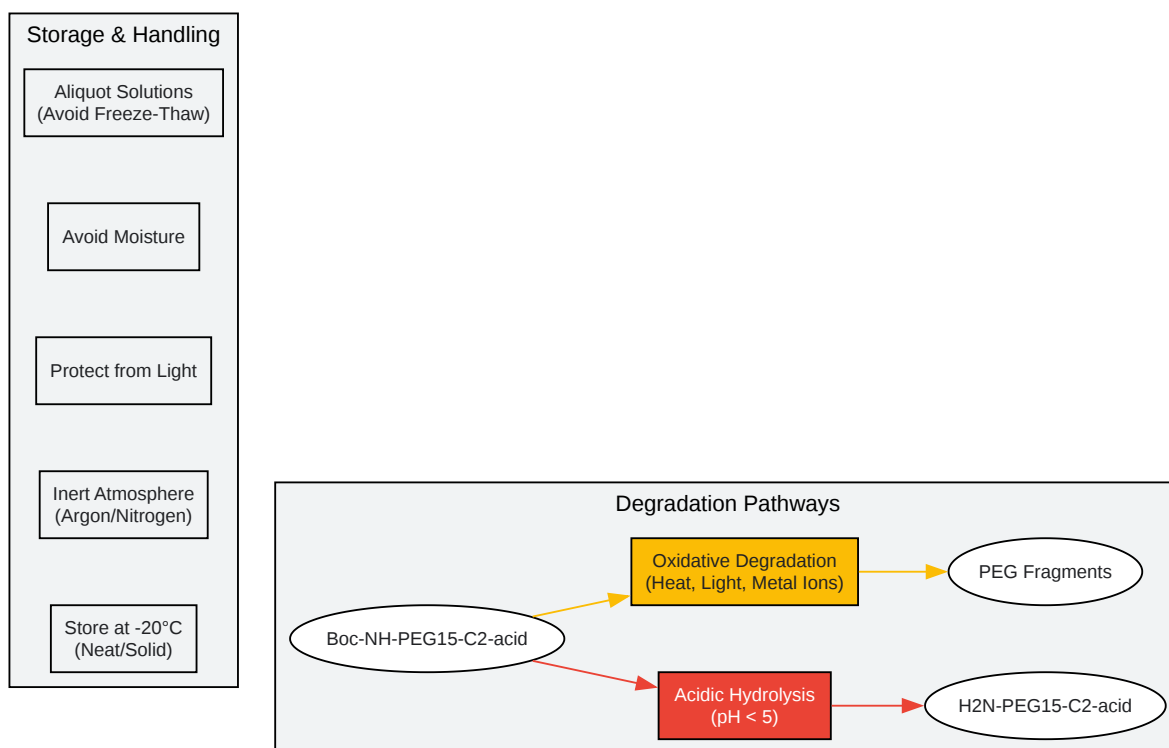 Storage & Handling
Aliquot Solutions
(Avoid Freeze-Thaw)
Avoid Moisture
Protect from Light
Inert Atmosphere
(Argon/Nitrogen)
Store at -20°C
(Neat/Solid)
Degradation Pathways
Boc-NH-PEG15-C2-acid
Oxidative Degradation
(Heat, Light, Metal Ions)
PEG Fragments
Acidic Hydrolysis
(pH < 5)
H2N-PEG15-C2-acid